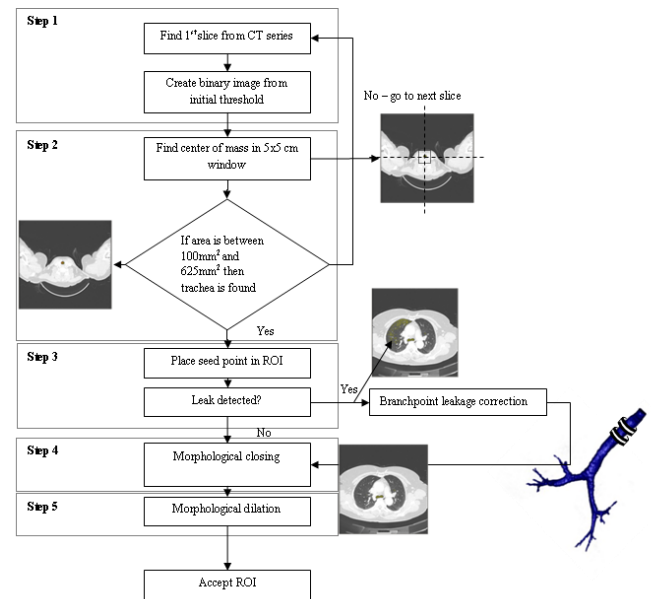 Step 1
Find 1st slice from CT series
Create binary image from
initial threshold
No – go to next slice
Step 2
Find center of mass in 5x5 cm
window
If area is between
100mm² and
625mm² then
trachea is found
Yes
Step 3
Place seed point in ROI
Leak detected?
Yes
Branchpoint leakage correction
No
Step 4
Morphological closing
Step 5
Morphological dilation
Accept ROI